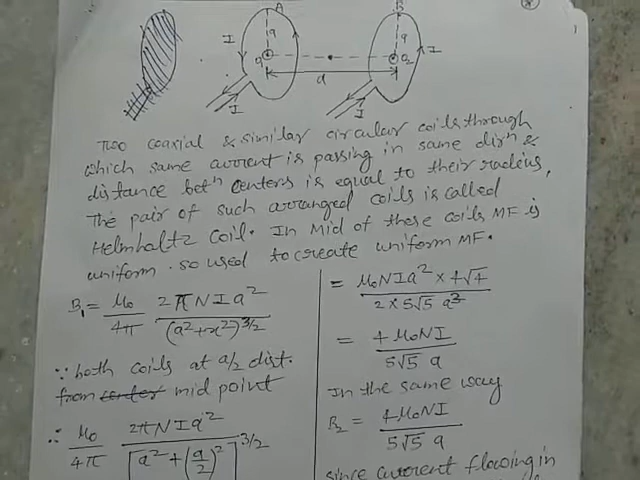 A
B
I
a
a
I
O1
O2
a
I
I
Two coaxial & similar circular coils through
which same current is passing in same dirⁿ &
distance betⁿ centers is equal to their radius,
The pair of such arranged coils is called
Helmholtz Coil. In Mid of these coils MF is
uniform. so used to create uniform MF.
B₁ = μ₀/4π 2πNIa²/(a²+x²)^3/2
∵ both coils at a/2 dist.
from center mid point
∴ μ₀/4π 2πNIa²/[a² + (a/2)²]^3/2
= μ₀NIa² × 4√4/2 × 5√5 a³
= 4μ₀NI/5√5 a
In the same way
B₂ = 4μ₀NI/5√5 a
since current flowing in